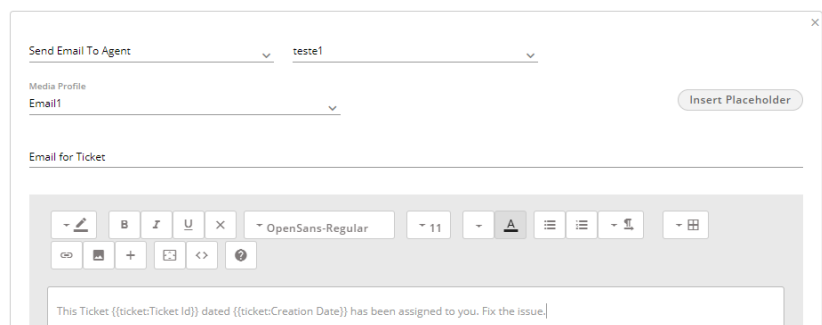 Send Email To Agent teste1
Media Profile
Email1
Insert Placeholder
Email for Ticket
B I U OpenSans-Regular 11 A
This Ticket {{ticket:Ticket Id}} dated {{ticket:Creation Date}} has been assigned to you. Fix the issue.